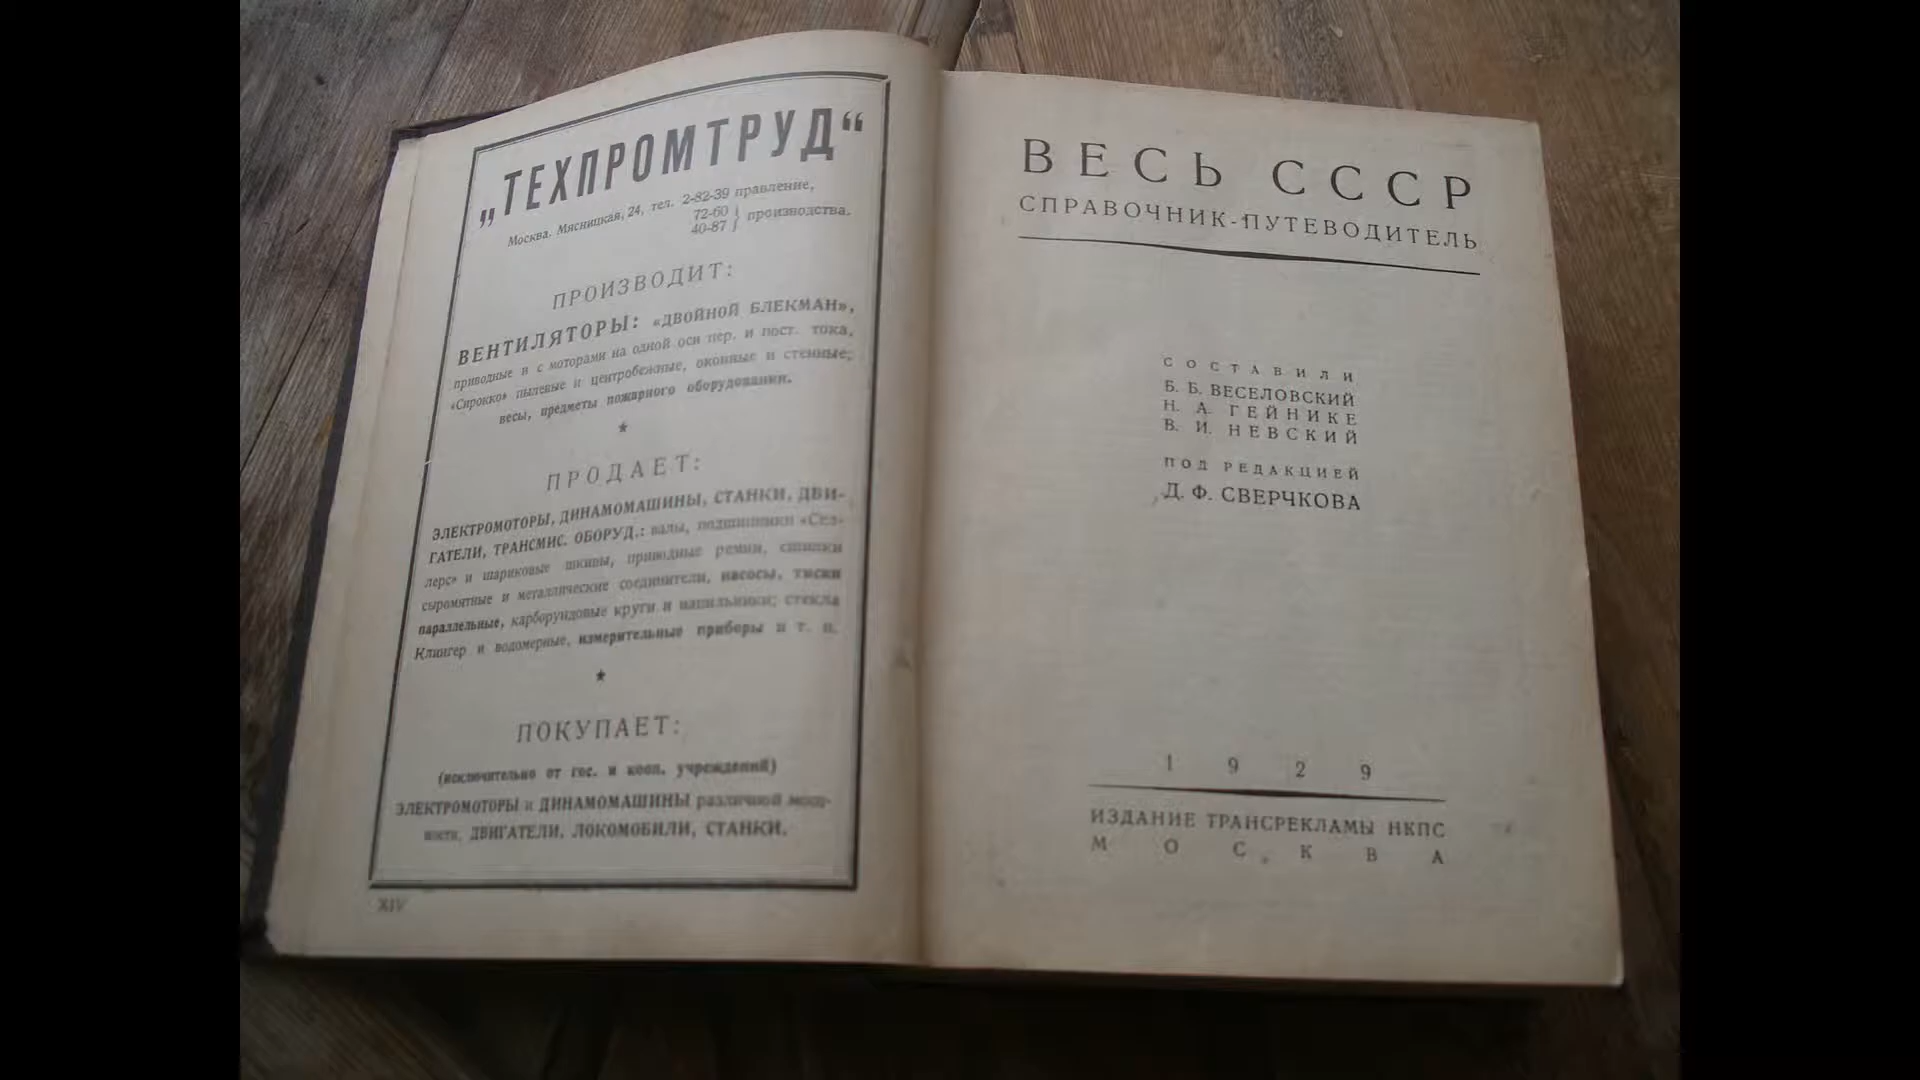 „ТЕХПРОМТРУД“
Москва. Мясницкая, 24, тел. 2-82-39 правление,
72-60 } производства.
40-87 }
ПРОИЗВОДИТ:
ВЕНТИЛЯТОРЫ: «ДВОЙНОЙ БЛЕКМАН»,
приводные и с моторами на одной оси пер. и пост. тока,
«Сирокко» пылевые и центробежные, оконные и стенные;
весы, предметы пожарного оборудования.
*
ПРОДАЕТ:
ЭЛЕКТРОМОТОРЫ, ДИНАМОМАШИНЫ, СТАНКИ, ДВИ-
ГАТЕЛИ, ТРАНСМИС. ОБОРУД.: валы, подшипники «Сел-
лерс» и шариковые шкивы, приводные ремни, сшивки
сыромятные и металлические соединители, насосы, тиски
параллельные, карборундовые круги и напильники; стекла
Клингер и водомерные, измерительные приборы и т. п.
*
ПОКУПАЕТ:
(исключительно от гос. и кооп. учреждений)
ЭЛЕКТРОМОТОРЫ и ДИНАМОМАШИНЫ различной мощ-
ности, ДВИГАТЕЛИ, ЛОКОМОБИЛИ, СТАНКИ.
XIV
ВЕСЬ СССР
СПРАВОЧНИК-ПУТЕВОДИТЕЛЬ
СОСТАВИЛИ
Б. Б. ВЕСЕЛОВСКИЙ
Н. А. ГЕЙНИКЕ
В. И. НЕВСКИЙ
ПОД РЕДАКЦИЕЙ
Д. Ф. СВЕРЧКОВА
1929
ИЗДАНИЕ ТРАНСРЕКЛАМЫ НКПС
МОСКВА